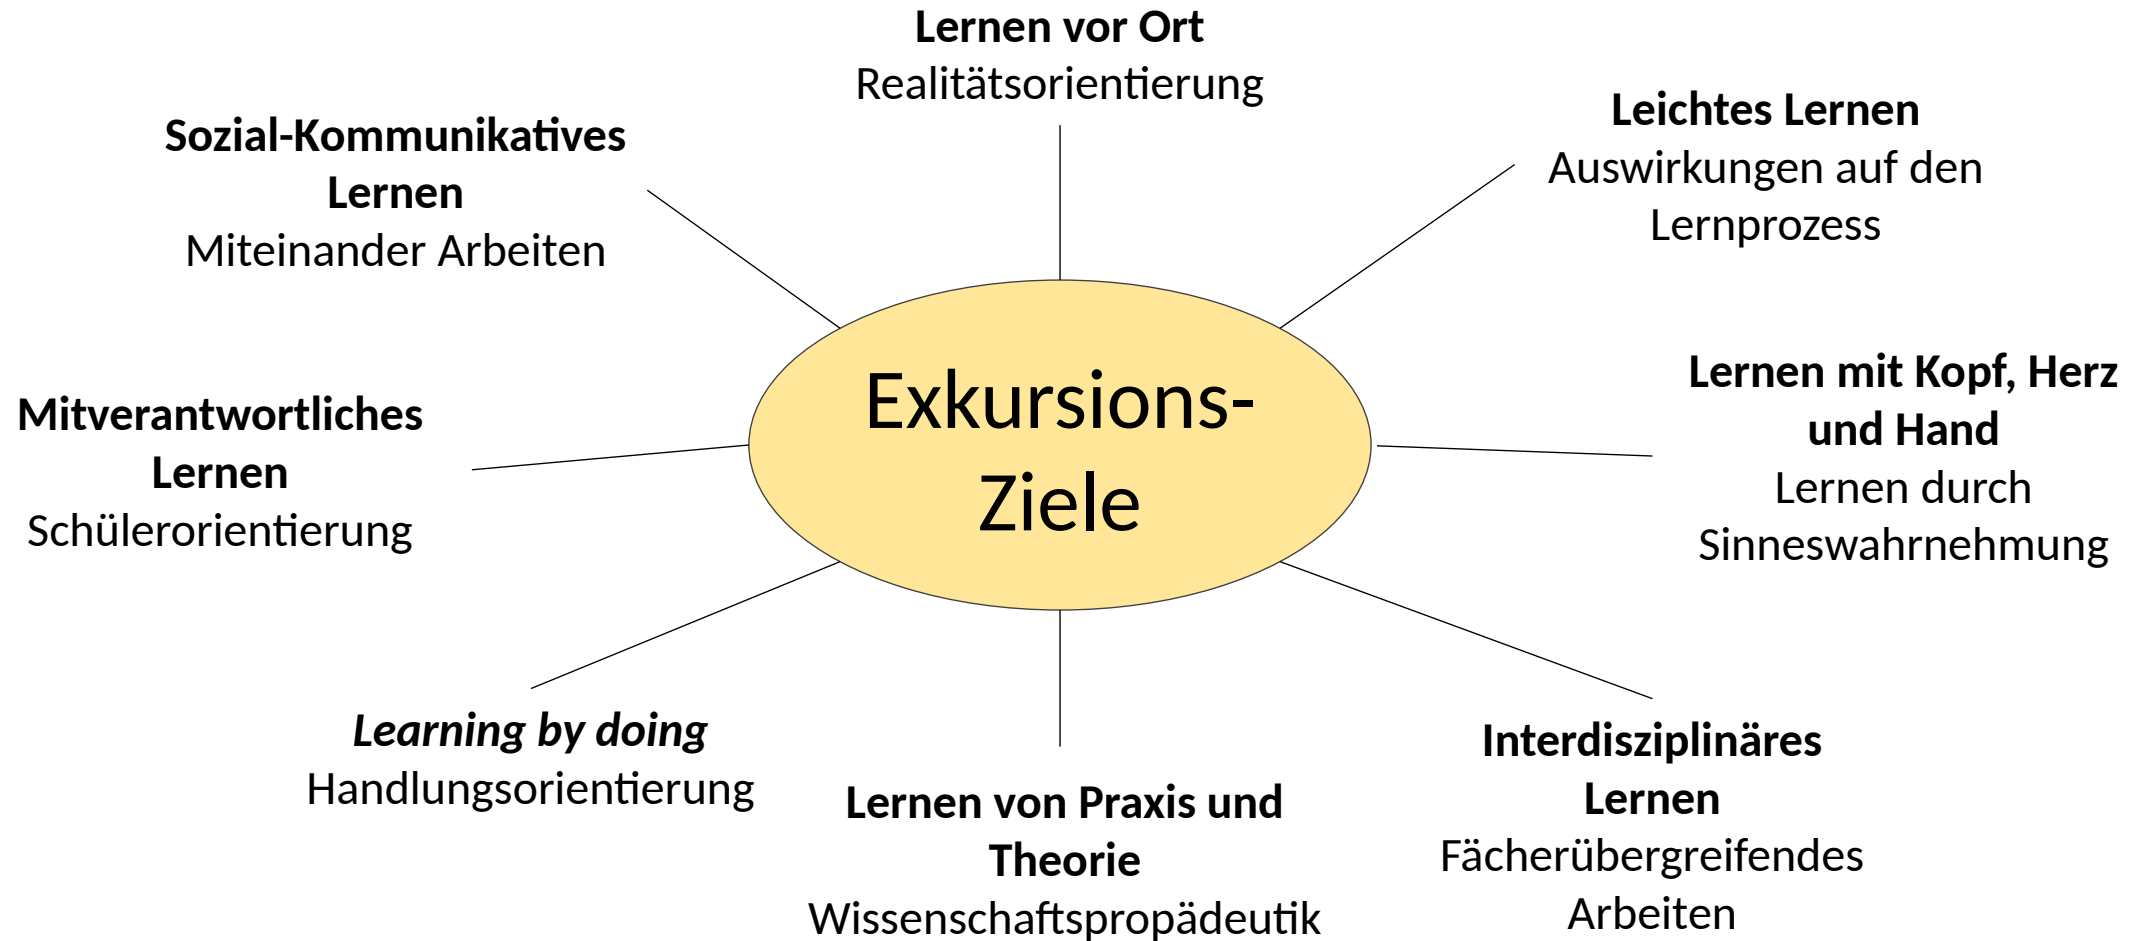 Lernen vor Ort
Realitätsorientierung
Leichtes Lernen
Auswirkungen auf den
Lernprozess
Sozial-Kommunikatives
Lernen
Miteinander Arbeiten
Exkursions-
Ziele
Lernen mit Kopf, Herz
und Hand
Lernen durch
Sinneswahrnehmung
Mitverantwortliches
Lernen
Schülerorientierung
Learning by doing
Handlungsorientierung
Lernen von Praxis und
Theorie
Wissenschaftspropädeutik
Interdisziplinäres
Lernen
Fächerübergreifendes
Arbeiten